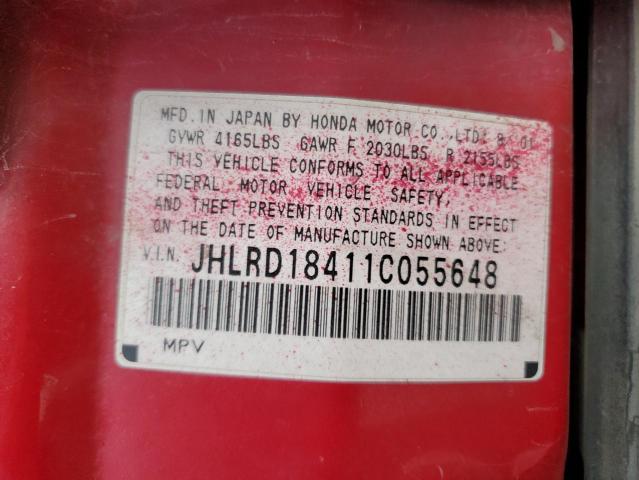 MFD. IN JAPAN BY HONDA MOTOR CO.,LTD. 8/01
GVWR 4165LBS GAWR F 2030LBS R 2155LBS
THIS VEHICLE CONFORMS TO ALL APPLICABLE
FEDERAL MOTOR VEHICLE SAFETY,
AND THEFT PREVENTION STANDARDS IN EFFECT
ON THE DATE OF MANUFACTURE SHOWN ABOVE:
V.I.N. JHLRD18411C055648
MPV